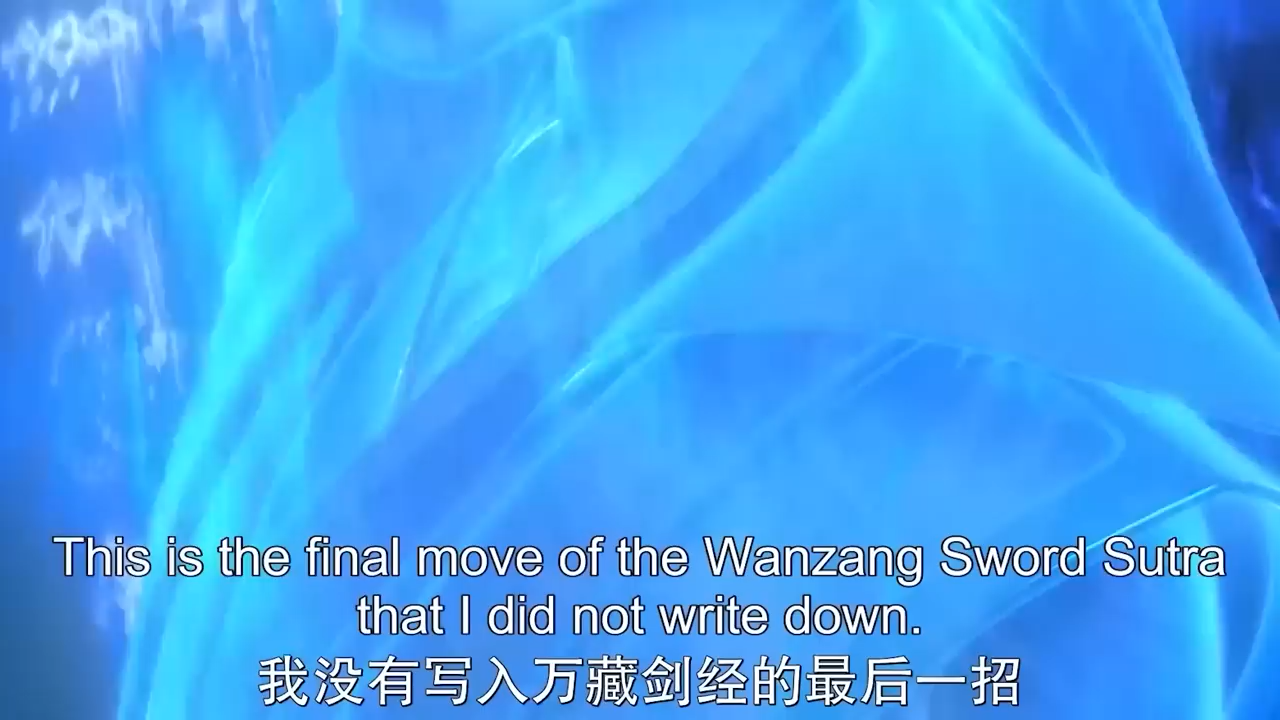 This is the final move of the Wanzang Sword Sutra
that I did not write down.
我没有写入万藏剑经的最后一招